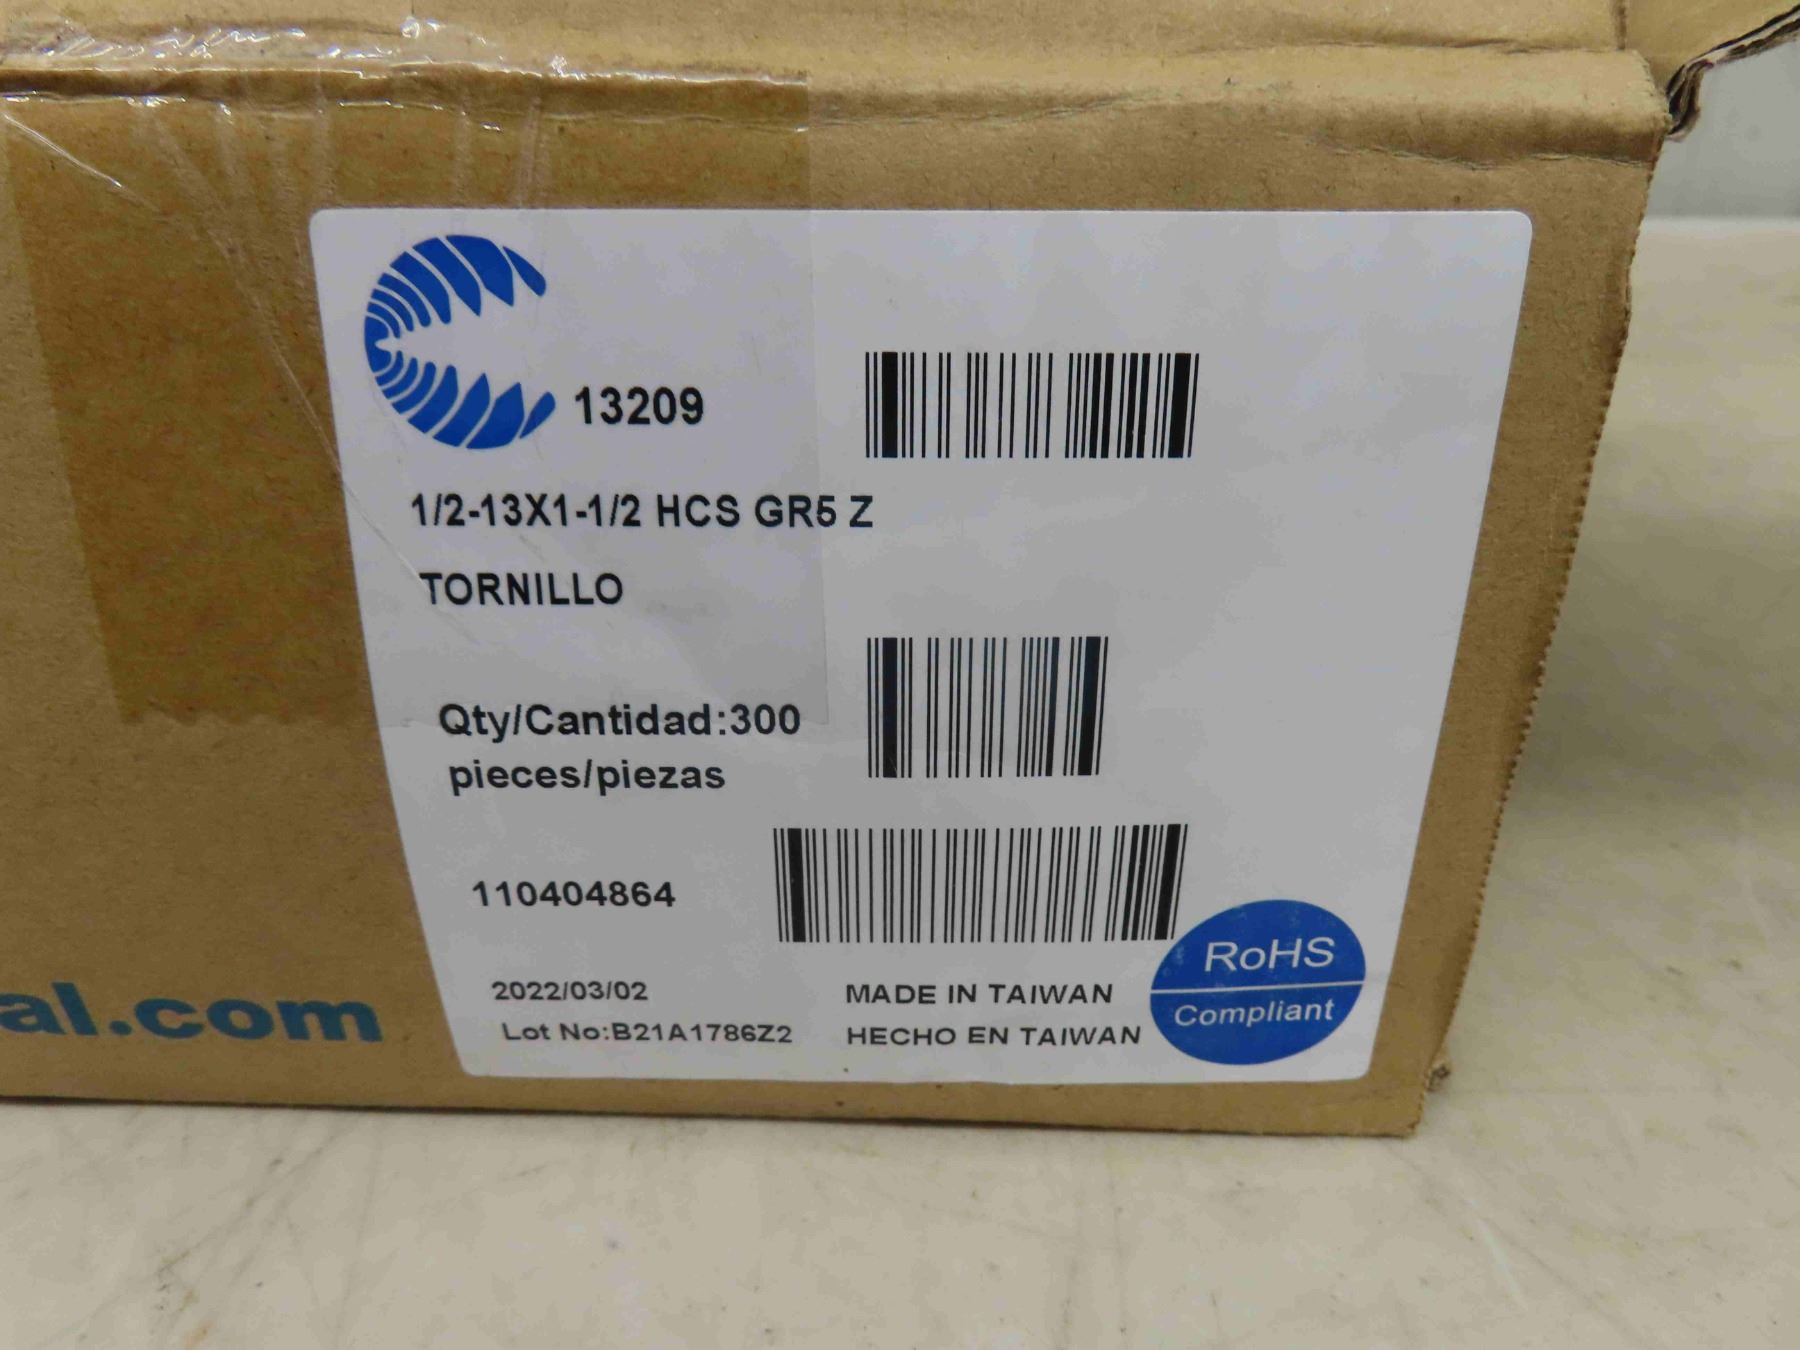 13209
1/2-13X1-1/2 HCS GR5 Z
TORNILLO
Qty/Cantidad:300
pieces/piezas
110404864
2022/03/02
Lot No:B21A1786Z2
MADE IN TAIWAN
HECHO EN TAIWAN
RoHS
Compliant
al.com